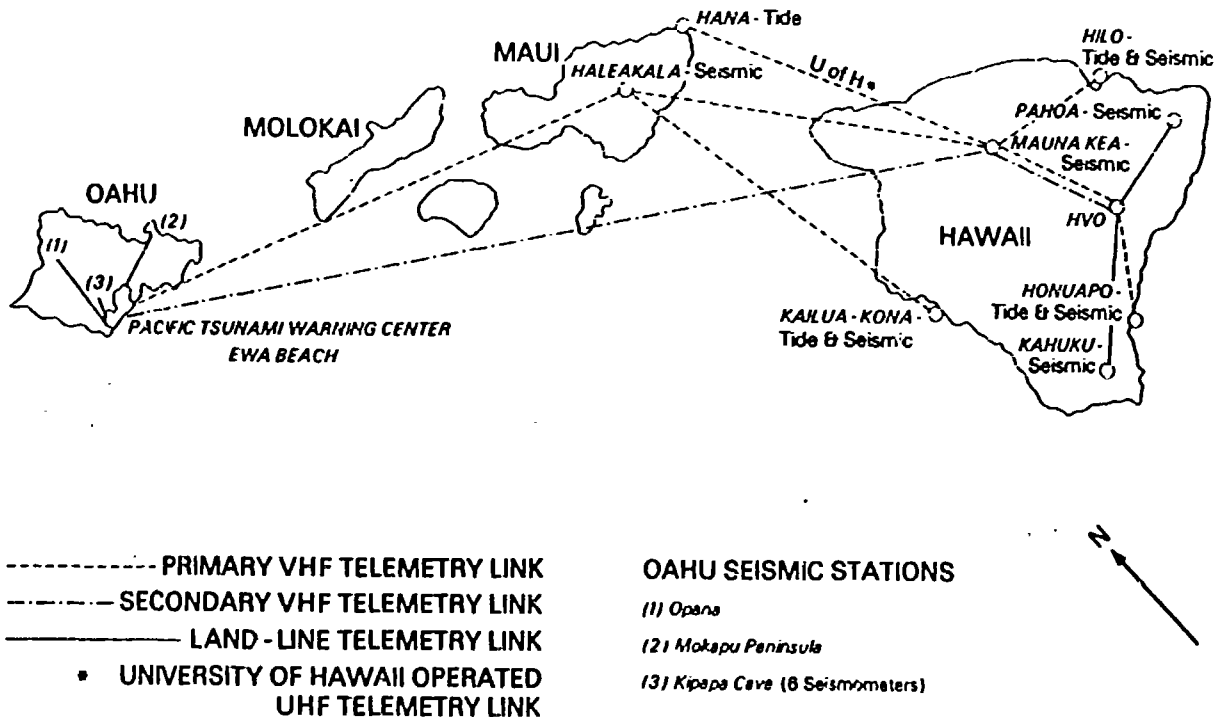 HANA - Tide
MAUI
HALEAKALA - Seismic
U of H*
HILO -
Tide & Seismic
PAHOA - Seismic
MAUNA KEA -
Seismic
MOLOKAI
OAHU
(1)
(2)
(3)
HVO
HAWAII
PACIFIC TSUNAMI WARNING CENTER
EWA BEACH
KAILUA - KONA -
Tide & Seismic
HONUAPO -
Tide & Seismic
KAHUKU -
Seismic
N
PRIMARY VHF TELEMETRY LINK
SECONDARY VHF TELEMETRY LINK
LAND - LINE TELEMETRY LINK
* UNIVERSITY OF HAWAII OPERATED
UHF TELEMETRY LINK
OAHU SEISMIC STATIONS
(1) Opana
(2) Mokapu Peninsula
(3) Kipapa Cave (6 Seismometers)